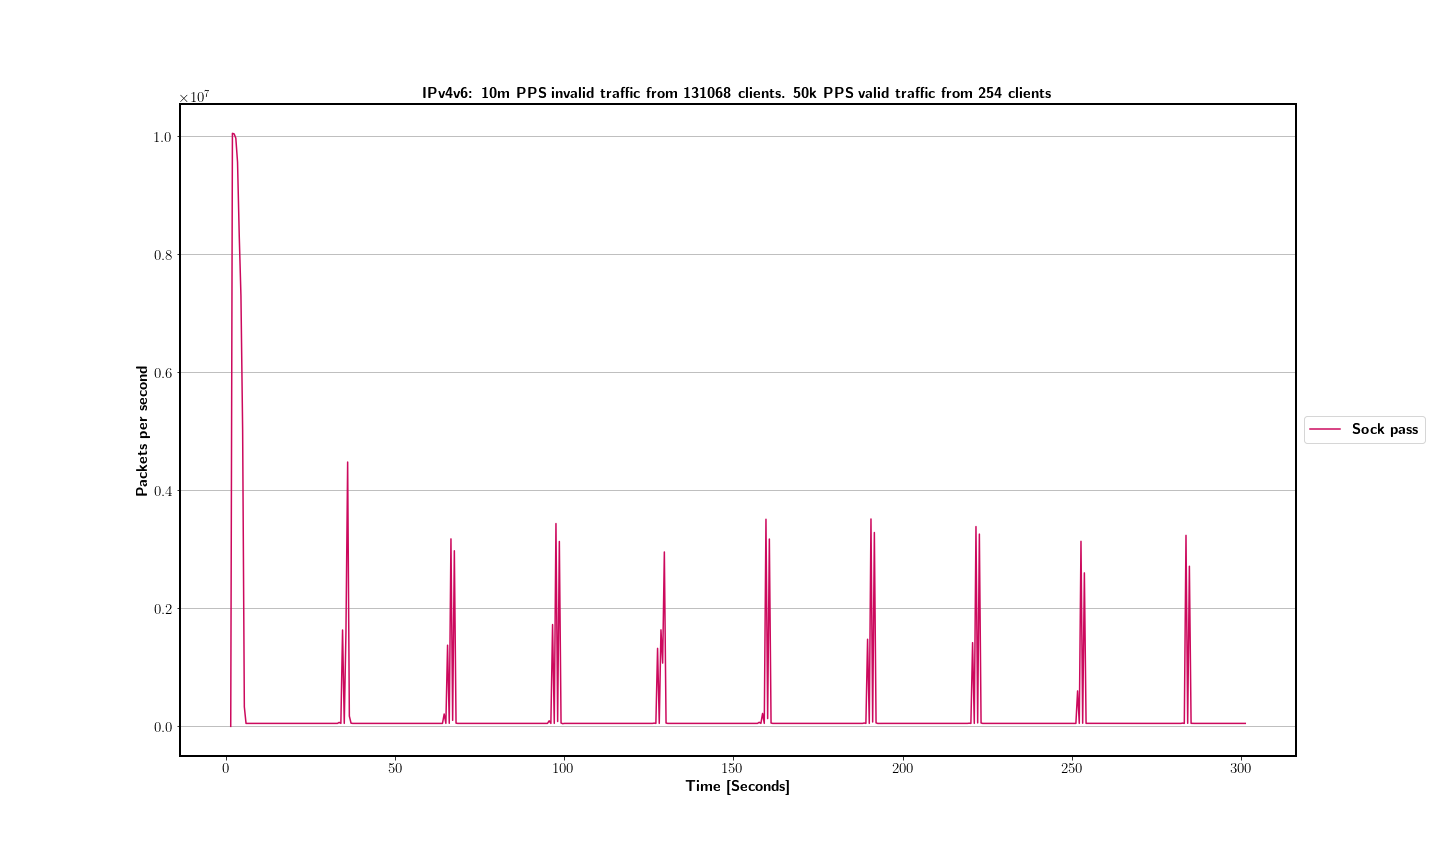 IPv4v6: 10m PPS invalid traffic from 131068 clients. 50k PPS valid traffic from 254 clients
×10⁷
1.0
0.8
0.6
0.4
0.2
0.0
Packets per second
0 50 100 150 200 250 300
Time [Seconds]
Sock pass